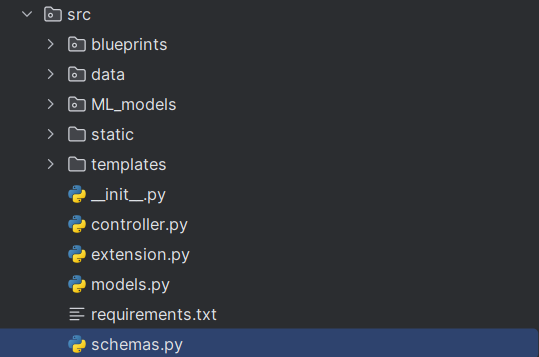 src
blueprints
data
ML_models
static
templates
__init__.py
controller.py
extension.py
models.py
requirements.txt
schemas.py